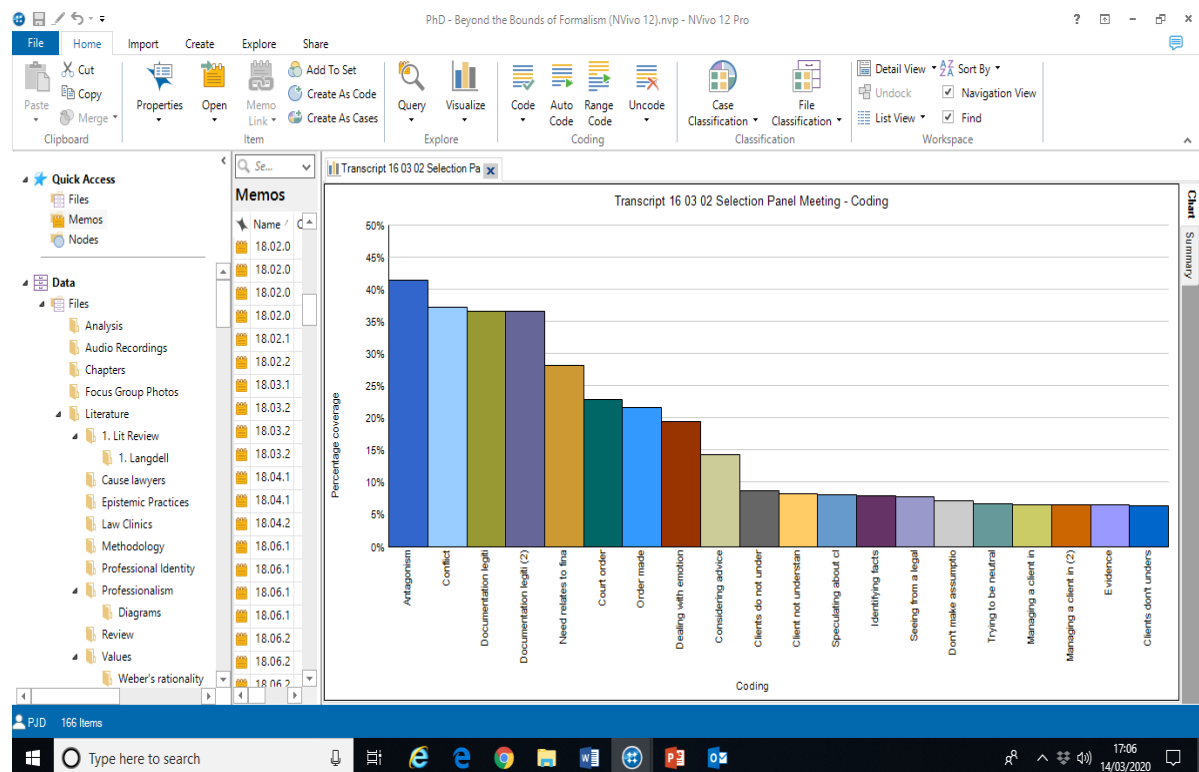 PhD - Beyond the Bounds of Formalism (NVivo 12).nvp - NVivo 12 Pro
File Home Import Create Explore Share
Paste
Cut
Copy
Merge
Clipboard
Properties
Open
Memo Link
Add To Set
Create As Code
Create As Cases
Item
Query
Visualize
Explore
Code
Auto Code
Range Code
Uncode
Coding
Case Classification
File Classification
Classification
Detail View
Sort By
Undock
Navigation View
List View
Find
Workspace
Quick Access
Files
Memos
Nodes
Data
Files
Analysis
Audio Recordings
Chapters
Focus Group Photos
Literature
1. Lit Review
1. Langdell
Cause lawyers
Epistemic Practices
Law Clinics
Methodology
Professional Identity
Professionalism
Diagrams
Review
Values
Weber's rationality
Se...
Memos
Name C
18.02.0
18.02.0
18.02.0
18.02.0
18.02.1
18.02.2
18.03.1
18.03.2
18.03.2
18.03.2
18.04.1
18.04.1
18.04.2
18.06.1
18.06.1
18.06.1
18.06.1
18.06.2
18.06.2
18.06.2
Transcript 16 03 02 Selection Pa
Transcript 16 03 02 Selection Panel Meeting - Coding
Percentage coverage
50%
45%
40%
35%
30%
25%
20%
15%
10%
5%
0%
Antagonism
Conflict
Documentation legiti
Documentation legiti (2)
Need relates to fina
Court order
Order made
Dealing with emotion
Considering advice
Clients do not under
Client not understan
Speculating about cl
Identifying facts
Seeing from a legal
Don't make assumptio
Trying to be neutral
Managing a client in
Managing a client in (2)
Evidence
Clients don't unders
Coding
Chart
Summary
PJD 166 Items
Type here to search
17:06
14/03/2020